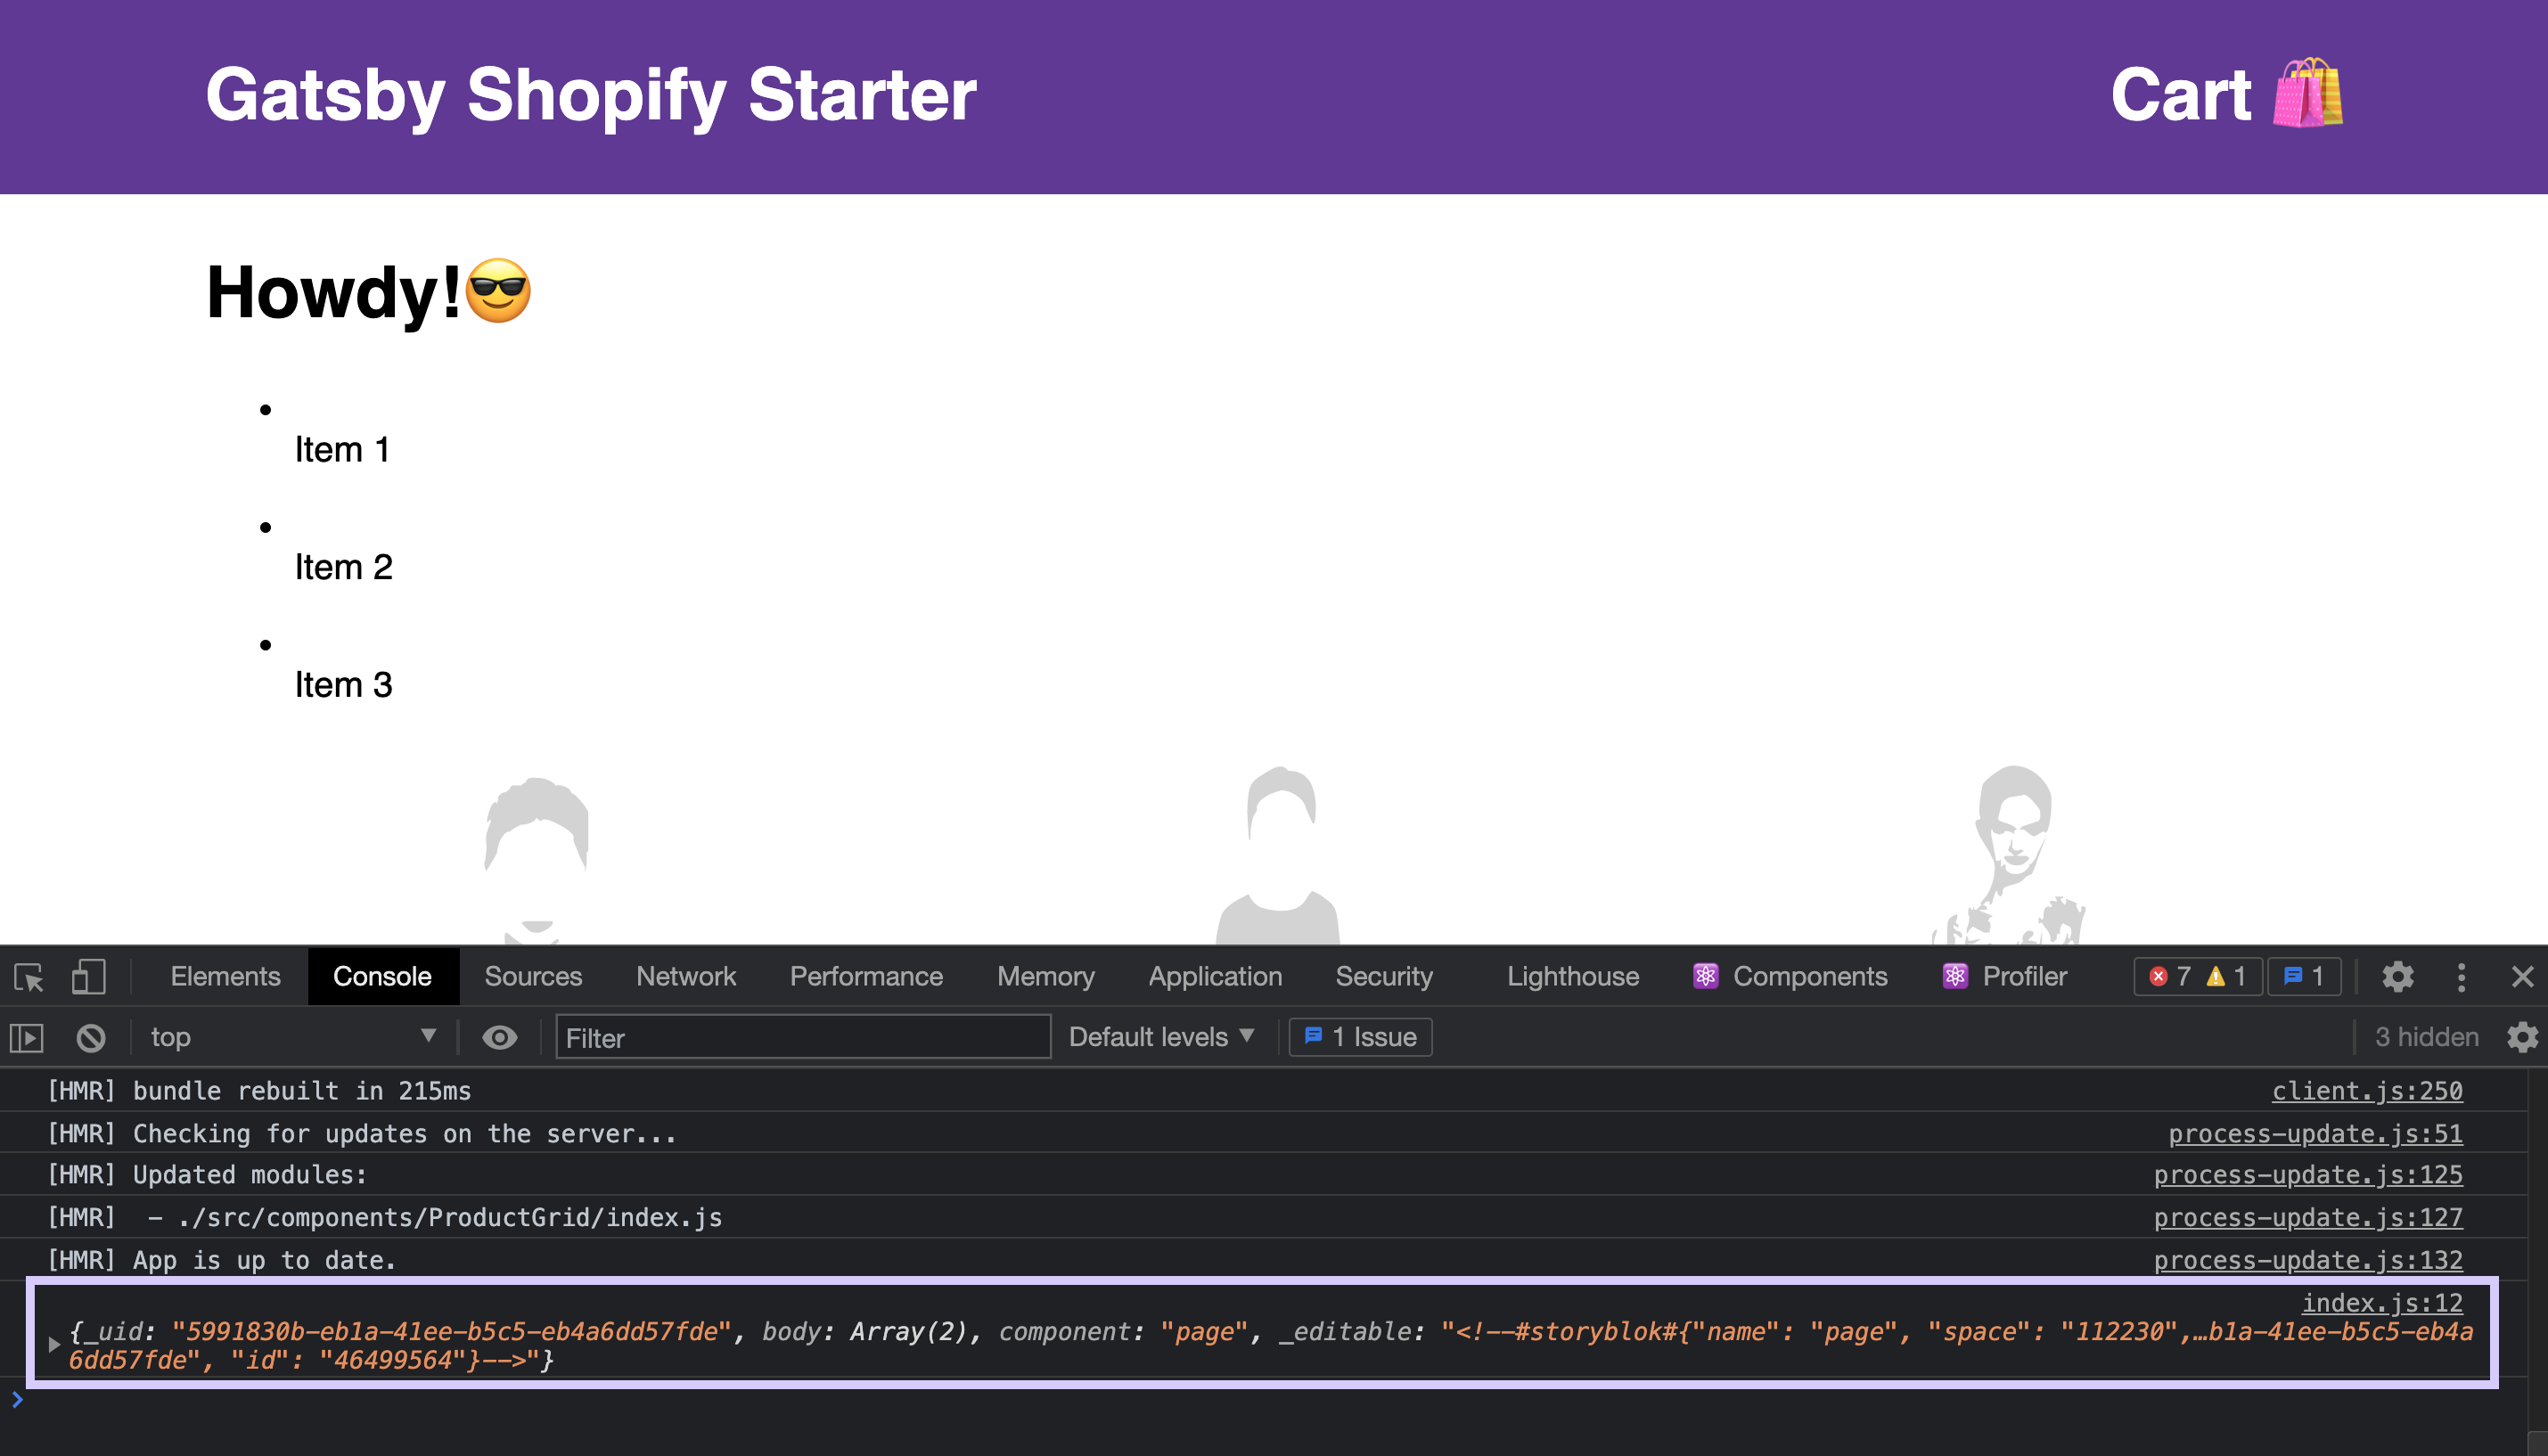 Gatsby Shopify Starter
Cart 🛍️
Howdy!😎
Item 1
Item 2
Item 3
Elements Console Sources Network Performance Memory Application Security Lighthouse Components Profiler 7 1 1
top Filter Default levels 1 Issue 3 hidden
[HMR] bundle rebuilt in 215ms client.js:250
[HMR] Checking for updates on the server... process-update.js:51
[HMR] Updated modules: process-update.js:125
[HMR]  - ./src/components/ProductGrid/index.js process-update.js:127
[HMR] App is up to date. process-update.js:132
index.js:12
{_uid: "5991830b-eb1a-41ee-b5c5-eb4a6dd57fde", body: Array(2), component: "page", _editable: "<!--#storyblok#{"name": "page", "space": "112230",…b1a-41ee-b5c5-eb4a
6dd57fde", "id": "46499564"}-->"}